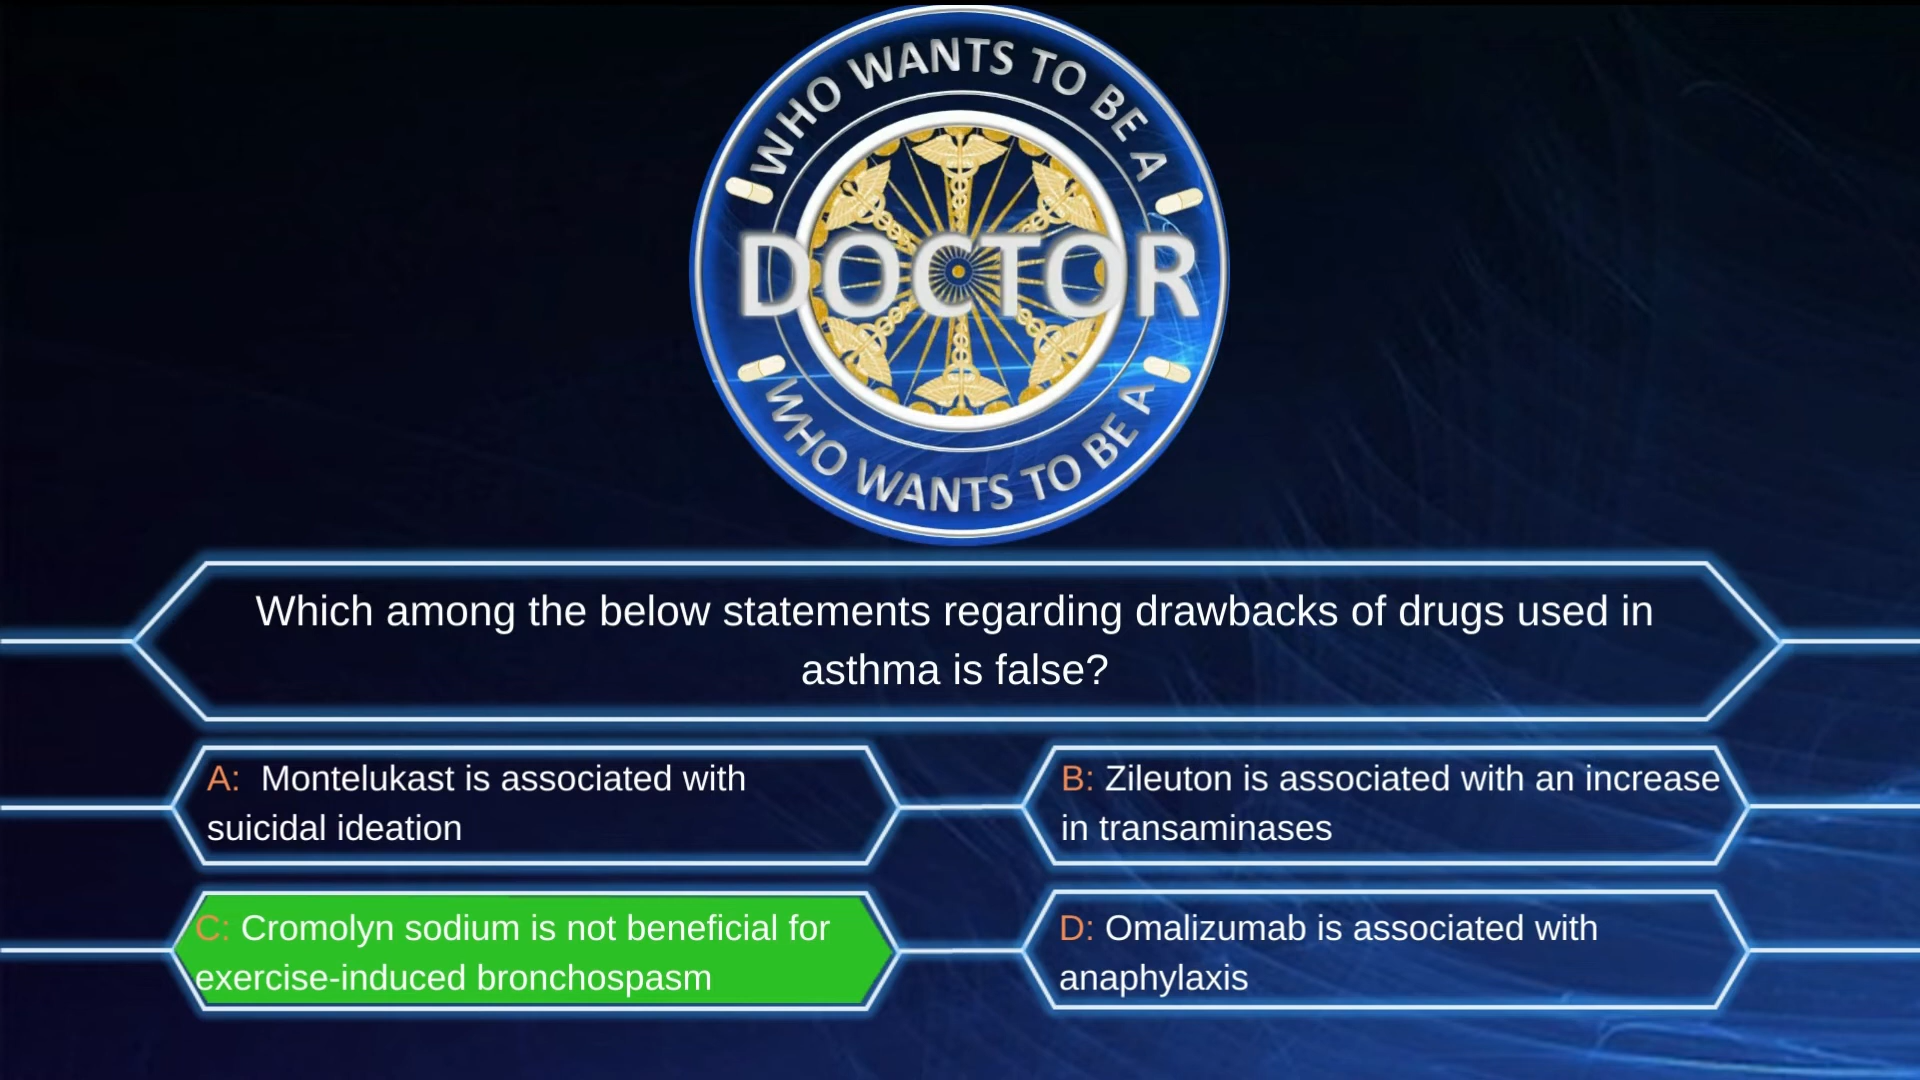 WHO WANTS TO BE A
DOCTOR
WHO WANTS TO BE A
Which among the below statements regarding drawbacks of drugs used in
asthma is false?
A: Montelukast is associated with
suicidal ideation
B: Zileuton is associated with an increase
in transaminases
C: Cromolyn sodium is not beneficial for
exercise-induced bronchospasm
D: Omalizumab is associated with
anaphylaxis